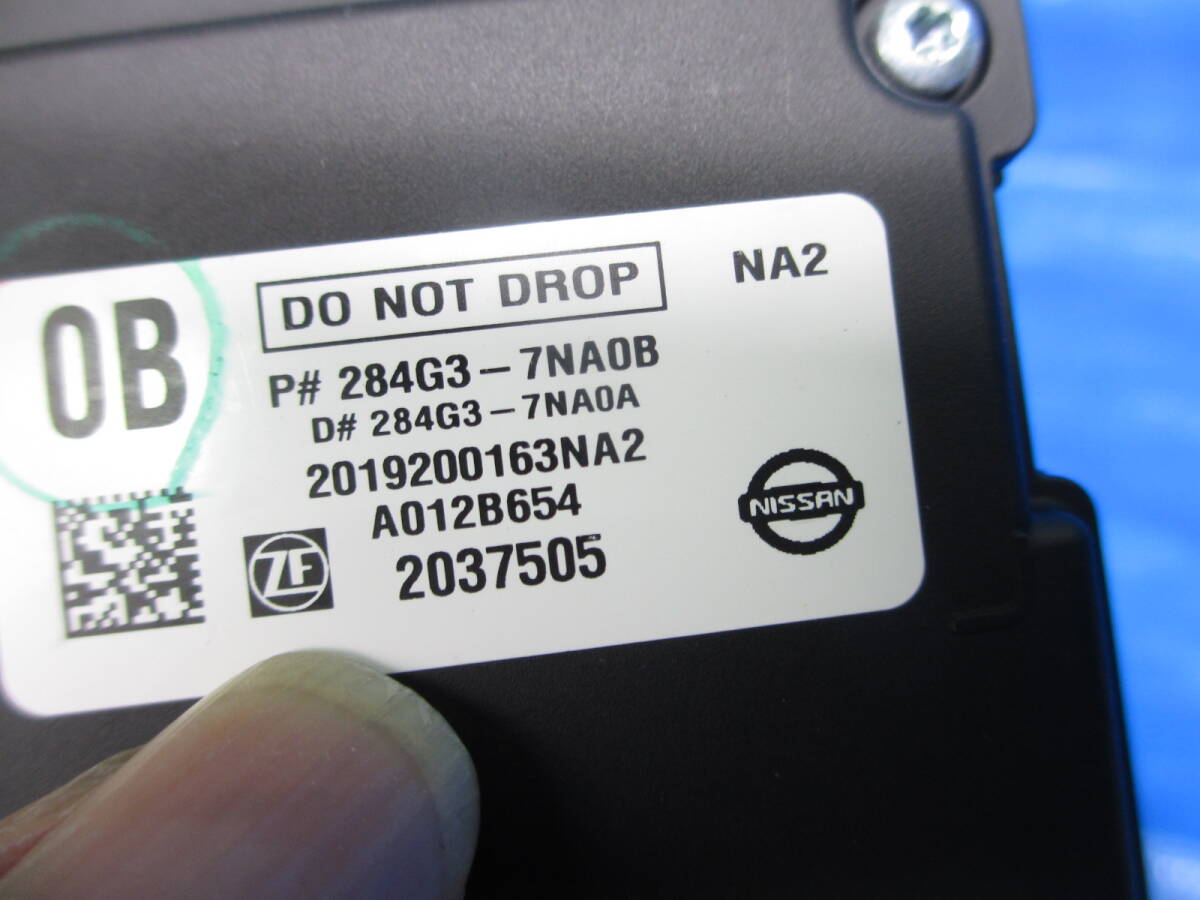 0B
DO NOT DROP
NA2
P# 284G3-7NA0B
D# 284G3-7NA0A
2019200163NA2
A012B654
2037505
ZF
NISSAN